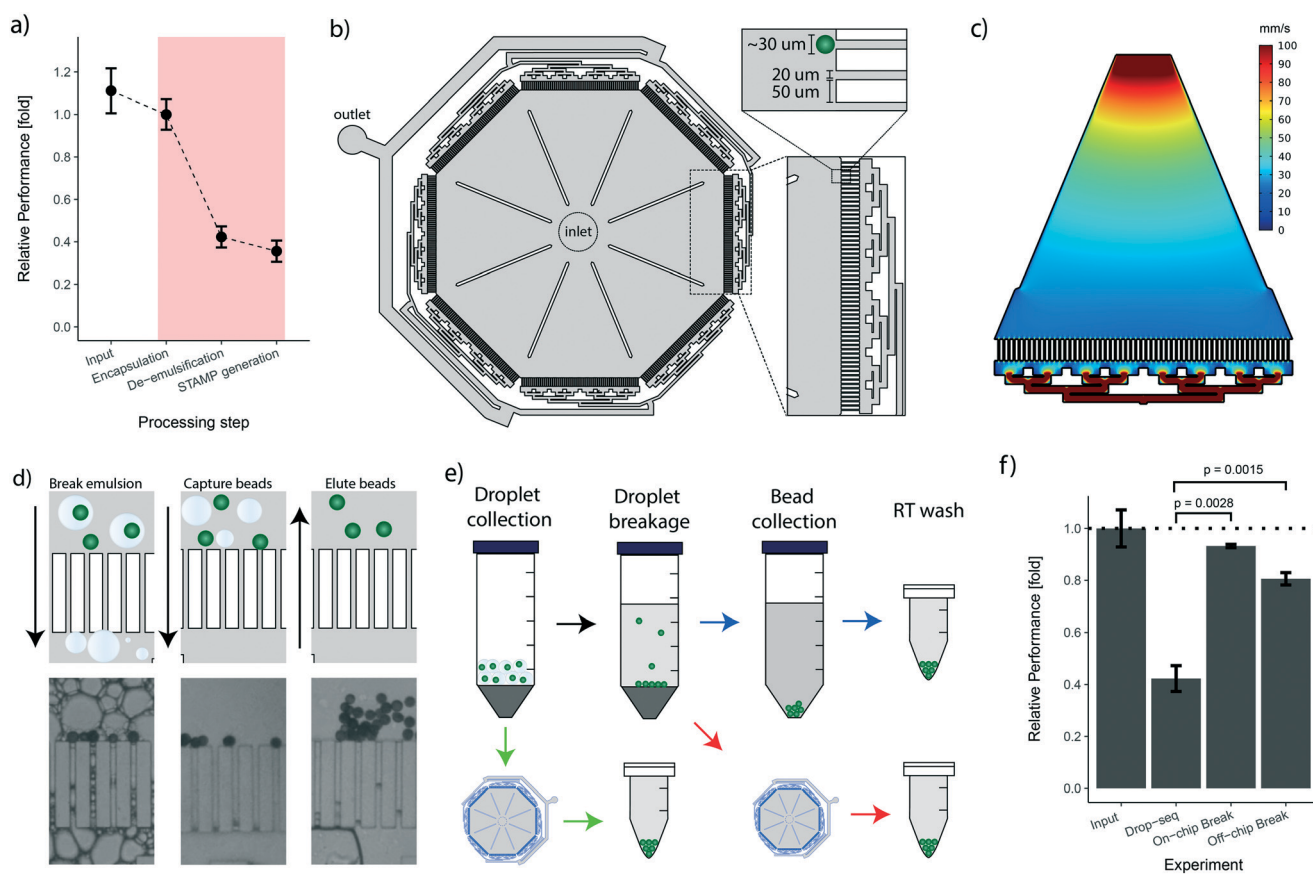 a)
Relative Performance [fold]
1.2
1.0
0.8
0.6
0.4
0.2
0.0
Input
Encapsulation
De-emulsification
STAMP generation
Processing step
b)
outlet
inlet
~30 um
20 um
50 um
c)
mm/s
100
90
80
70
60
50
40
30
20
10
0
d)
Break emulsion
Capture beads
Elute beads
e)
Droplet
collection
Droplet
breakage
Bead
collection
RT wash
f)
p = 0.0015
p = 0.0028
Relative Performance [fold]
1.0
0.8
0.6
0.4
0.2
0.0
Input
Drop-seq
On-chip Break
Off-chip Break
Experiment